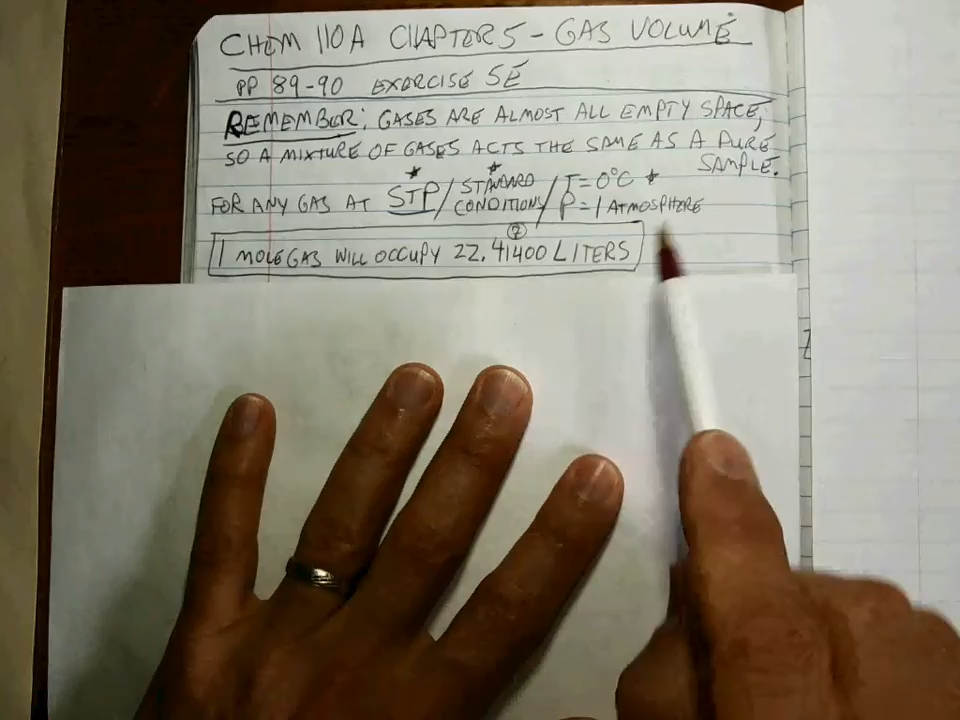 CHEM 110A CHAPTER 5 - GAS VOLUME
PP 89-90 EXERCISE 5E
REMEMBER: GASES ARE ALMOST ALL EMPTY SPACE,
SO A MIXTURE OF GASES ACTS THE SAME AS A PURE SAMPLE.
FOR ANY GAS AT STP / STANDARD CONDITIONS / T = 0°C P = 1 ATMOSPHERE
1 MOLE GAS WILL OCCUPY 22.41400 LITERS
7